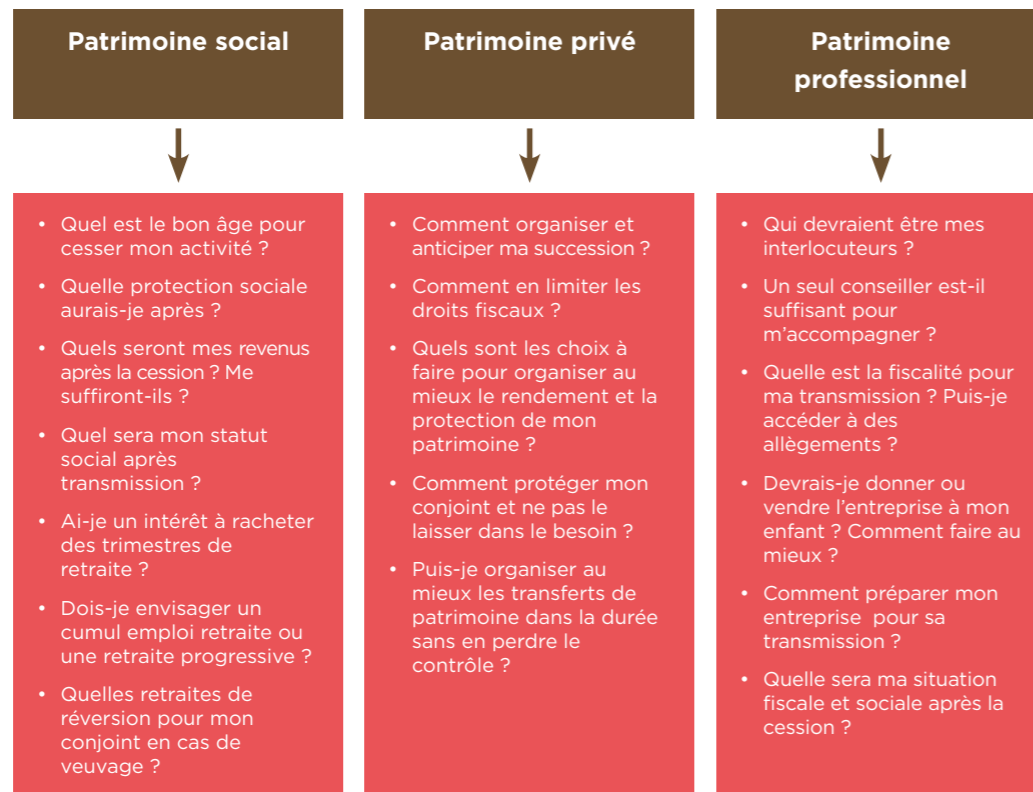 Patrimoine social
• Quel est le bon âge pour
cesser mon activité ?
• Quelle protection sociale
aurais-je après ?
• Quels seront mes revenus
après la cession ? Me
suffiront-ils ?
• Quel sera mon statut
social après
transmission ?
• Ai-je un intérêt à racheter
des trimestres de
retraite ?
• Dois-je envisager un
cumul emploi retraite ou
une retraite progressive ?
• Quelles retraites de
réversion pour mon
conjoint en cas de
veuvage ?
Patrimoine privé
• Comment organiser et
anticiper ma succession ?
• Comment en limiter les
droits fiscaux ?
• Quels sont les choix à
faire pour organiser au
mieux le rendement et la
protection de mon
patrimoine ?
• Comment protéger mon
conjoint et ne pas le
laisser dans le besoin ?
• Puis-je organiser au
mieux les transferts de
patrimoine dans la durée
sans en perdre le
contrôle ?
Patrimoine
professionnel
• Qui devraient être mes
interlocuteurs ?
• Un seul conseiller est-il
suffisant pour
m'accompagner ?
• Quelle est la fiscalité pour
ma transmission ? Puis-je
accéder à des
allègements ?
• Devrais-je donner ou
vendre l'entreprise à mon
enfant ? Comment faire au
mieux ?
• Comment préparer mon
entreprise pour sa
transmission ?
• Quelle sera ma situation
fiscale et sociale après la
cession ?